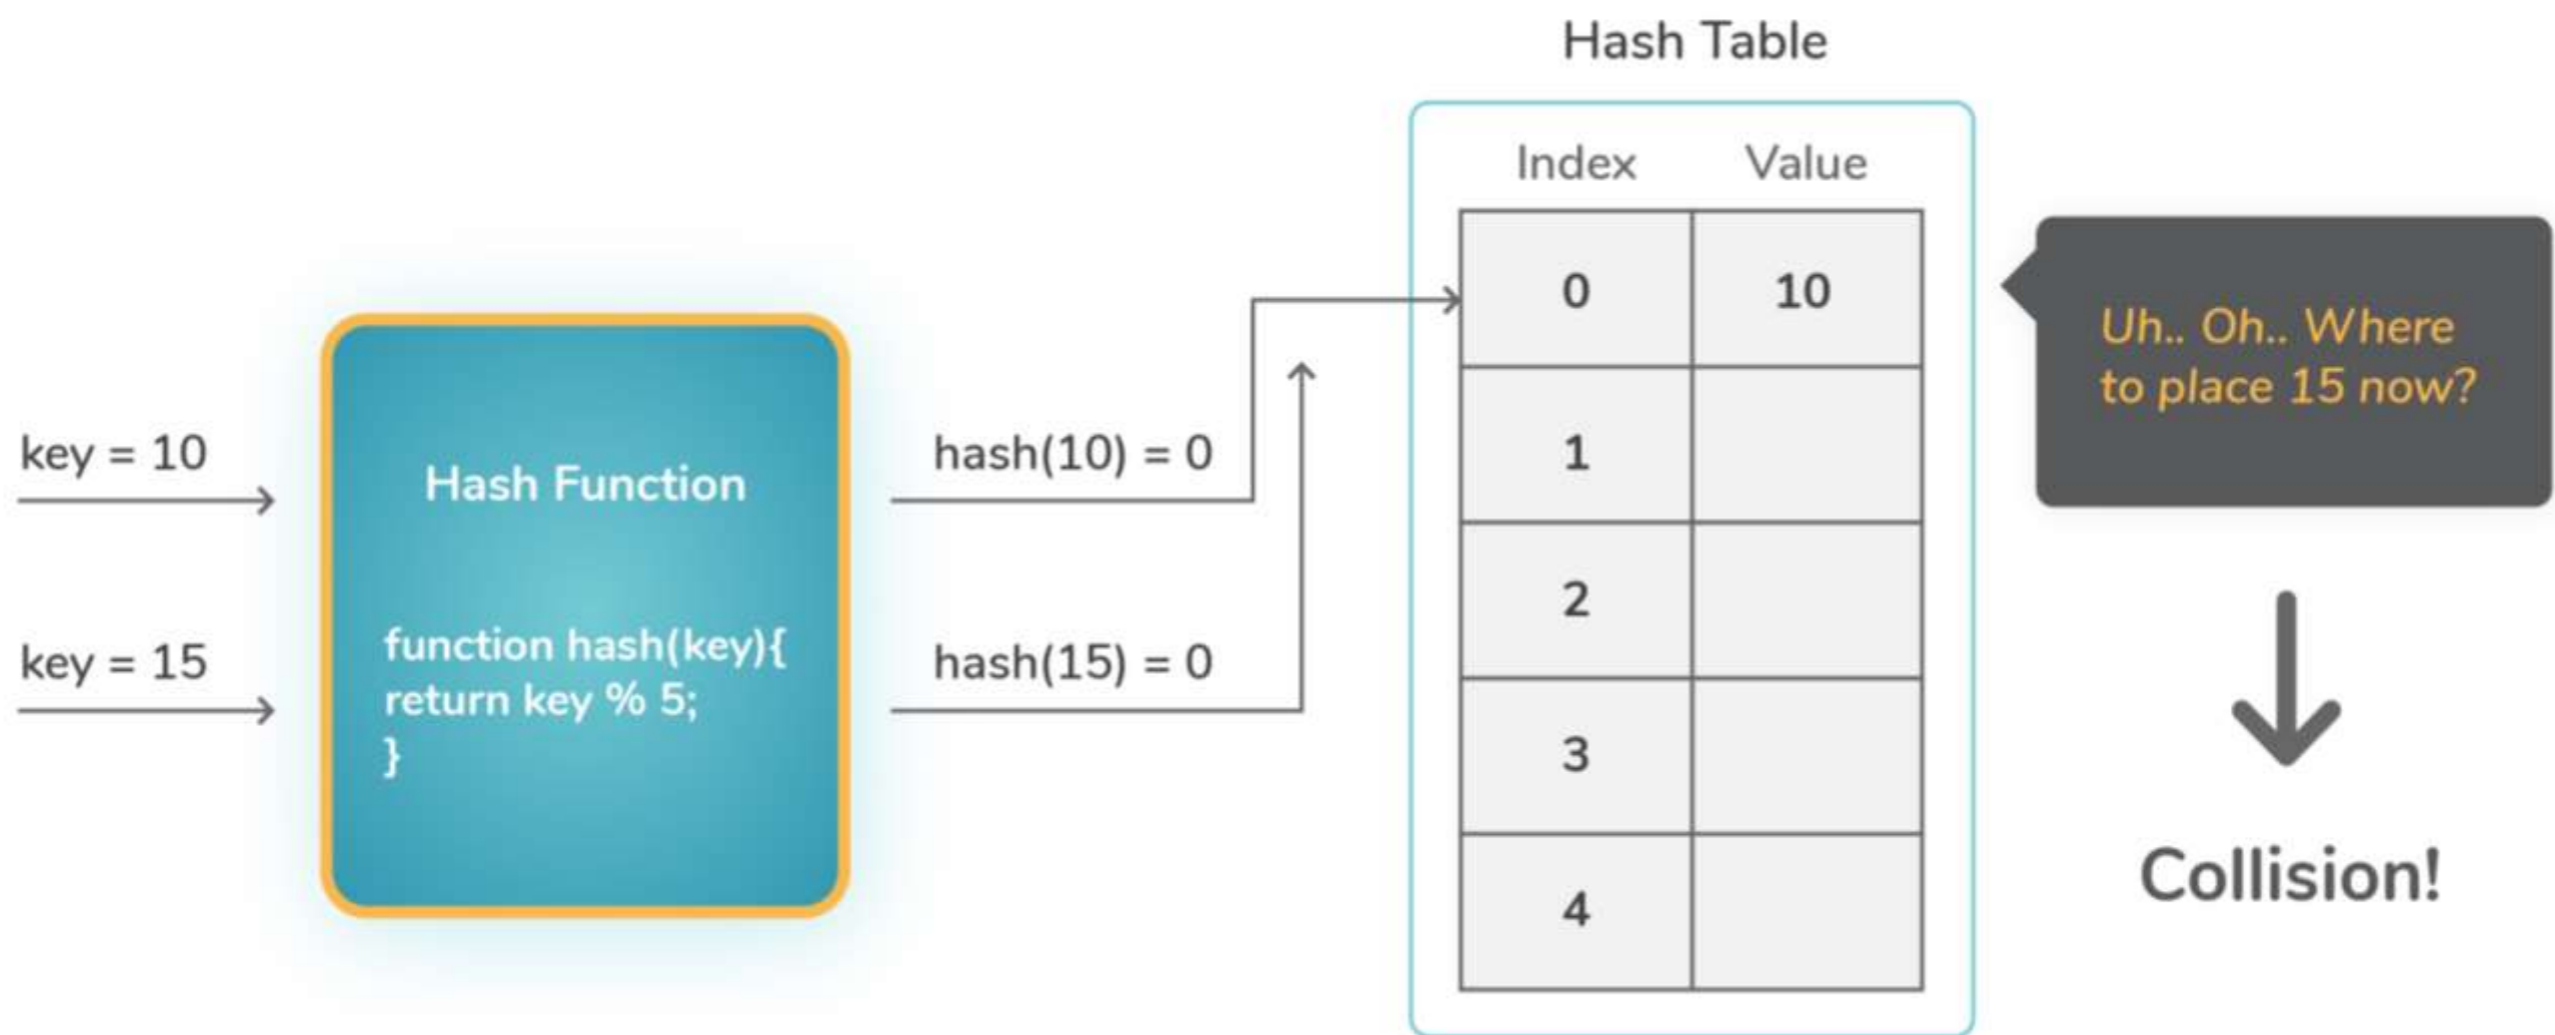 Hash Table
Index Value
0 10
1
2
3
4
key = 10
key = 15
Hash Function
function hash(key){
return key % 5;
}
hash(10) = 0
hash(15) = 0
Uh.. Oh.. Where
to place 15 now?
Collision!